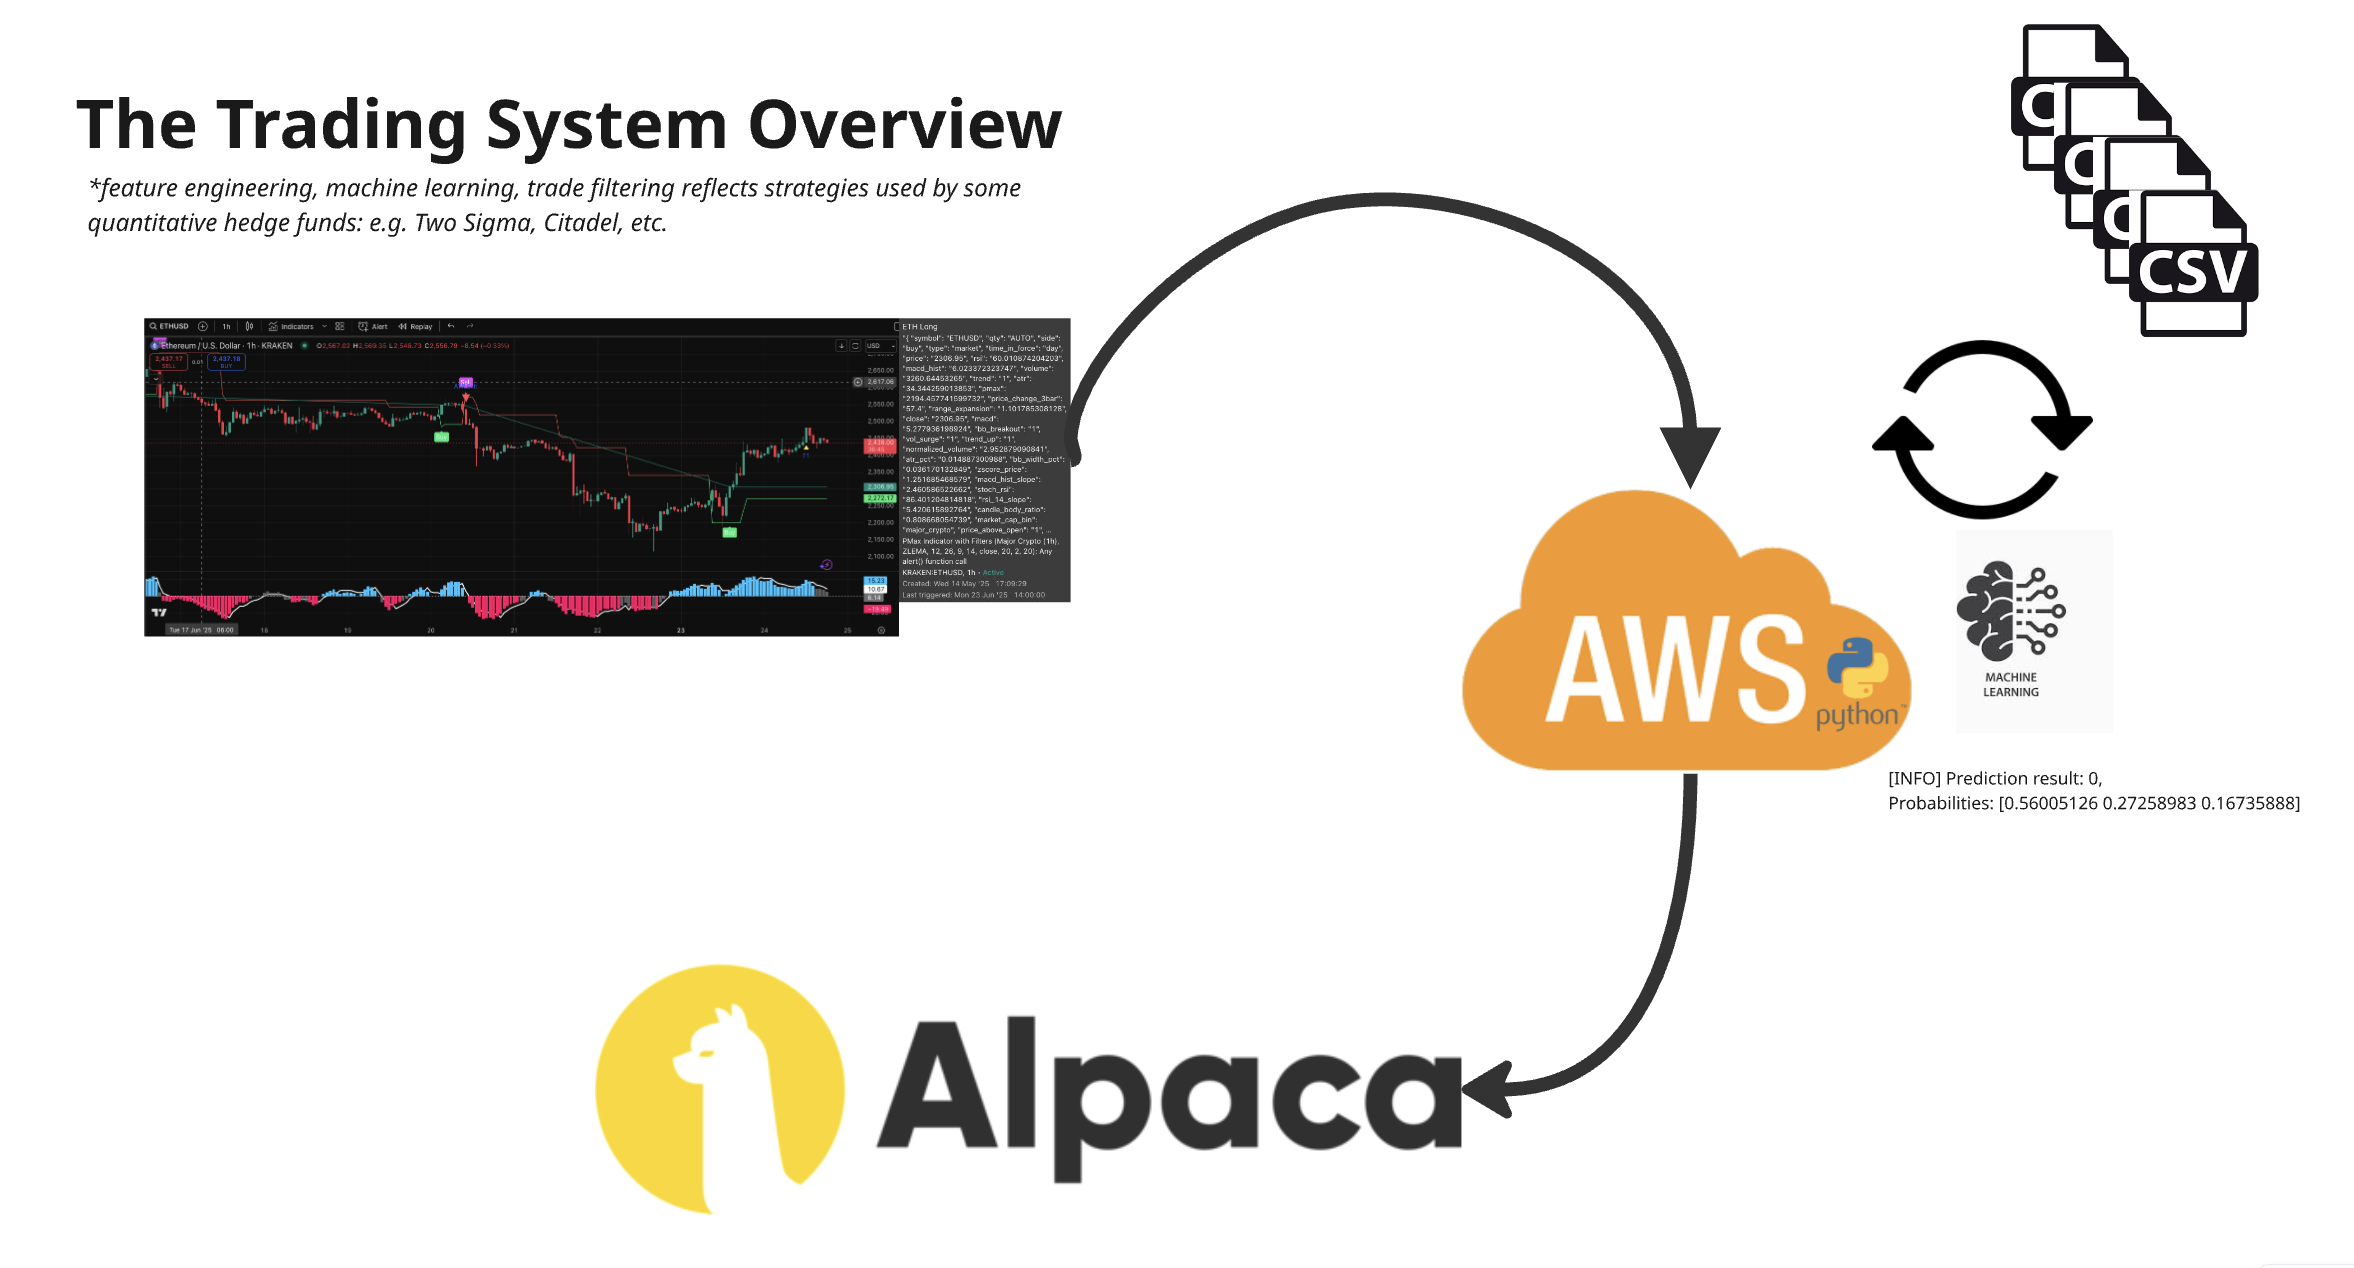 The Trading System Overview
*feature engineering, machine learning, trade filtering reflects strategies used by some
quantitative hedge funds: e.g. Two Sigma, Citadel, etc.
CSV
ETHUSD 1h Indicators Alert Replay
Ethereum / U.S. Dollar · 1h · KRAKEN O2,567.02 H2,569.35 L2,548.73 C2,556.79 −8.54 (−0.33%) USD
2,437.17 0.01 2,437.18
SELL BUY
2,650.00
2,617.06
2,550.00
2,500.00
2,438.00
2,400.00
2,350.00
2,306.95
2,272.17
2,250.00
2,200.00
2,150.00
2,100.00
15.23
10.67
6.14
Tue 17 Jun '25 06:00 18 19 20 21 22 23 24 25
ETH Long
"{ "symbol": "ETHUSD", "qty": "AUTO", "side":
"buy", "type": "market", "time_in_force": "day",
"price": "2306.95", "rsi": "60.010874204203",
"macd_hist": "6.023372323747", "volume":
"3260.64453265", "trend": "1", "atr":
"34.344259013853", "pmax":
"2194.457741599732", "price_change_3bar":
"57.4", "range_expansion": "1.101785308128",
"close": "2306.95", "macd":
"5.277936198924", "bb_breakout": "1",
"vol_surge": "1", "trend_up": "1",
"normalized_volume": "2.952879090841",
"atr_pct": "0.014887300988", "bb_width_pct":
"0.036170132849", "zscore_price":
"1.251685468579", "macd_hist_slope":
"2.460586522662", "stoch_rsi":
"86.401204814818", "rsi_14_slope":
"5.420615892764", "candle_body_ratio":
"0.808668054739", "market_cap_bin":
"major_crypto", "price_above_open": "1", ...
PMax Indicator with Filters (Major Crypto (1h),
ZLEMA, 12, 26, 9, 14, close, 20, 2, 20): Any
alert() function call
KRAKEN:ETHUSD, 1h • Active
Created: Wed 14 May '25 17:09:29
Last triggered: Mon 23 Jun '25 14:00:00
AWS
python™
MACHINE
LEARNING
[INFO] Prediction result: 0,
Probabilities: [0.56005126 0.27258983 0.16735888]
Alpaca